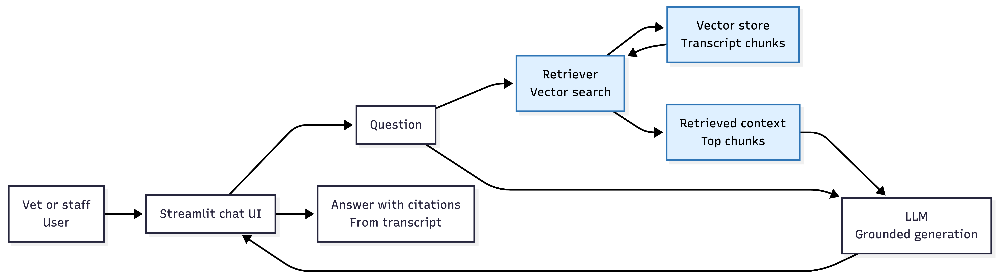 Vector store
Transcript chunks
Retriever
Vector search
Question
Retrieved context
Top chunks
Vet or staff
User
Streamlit chat UI
Answer with citations
From transcript
LLM
Grounded generation